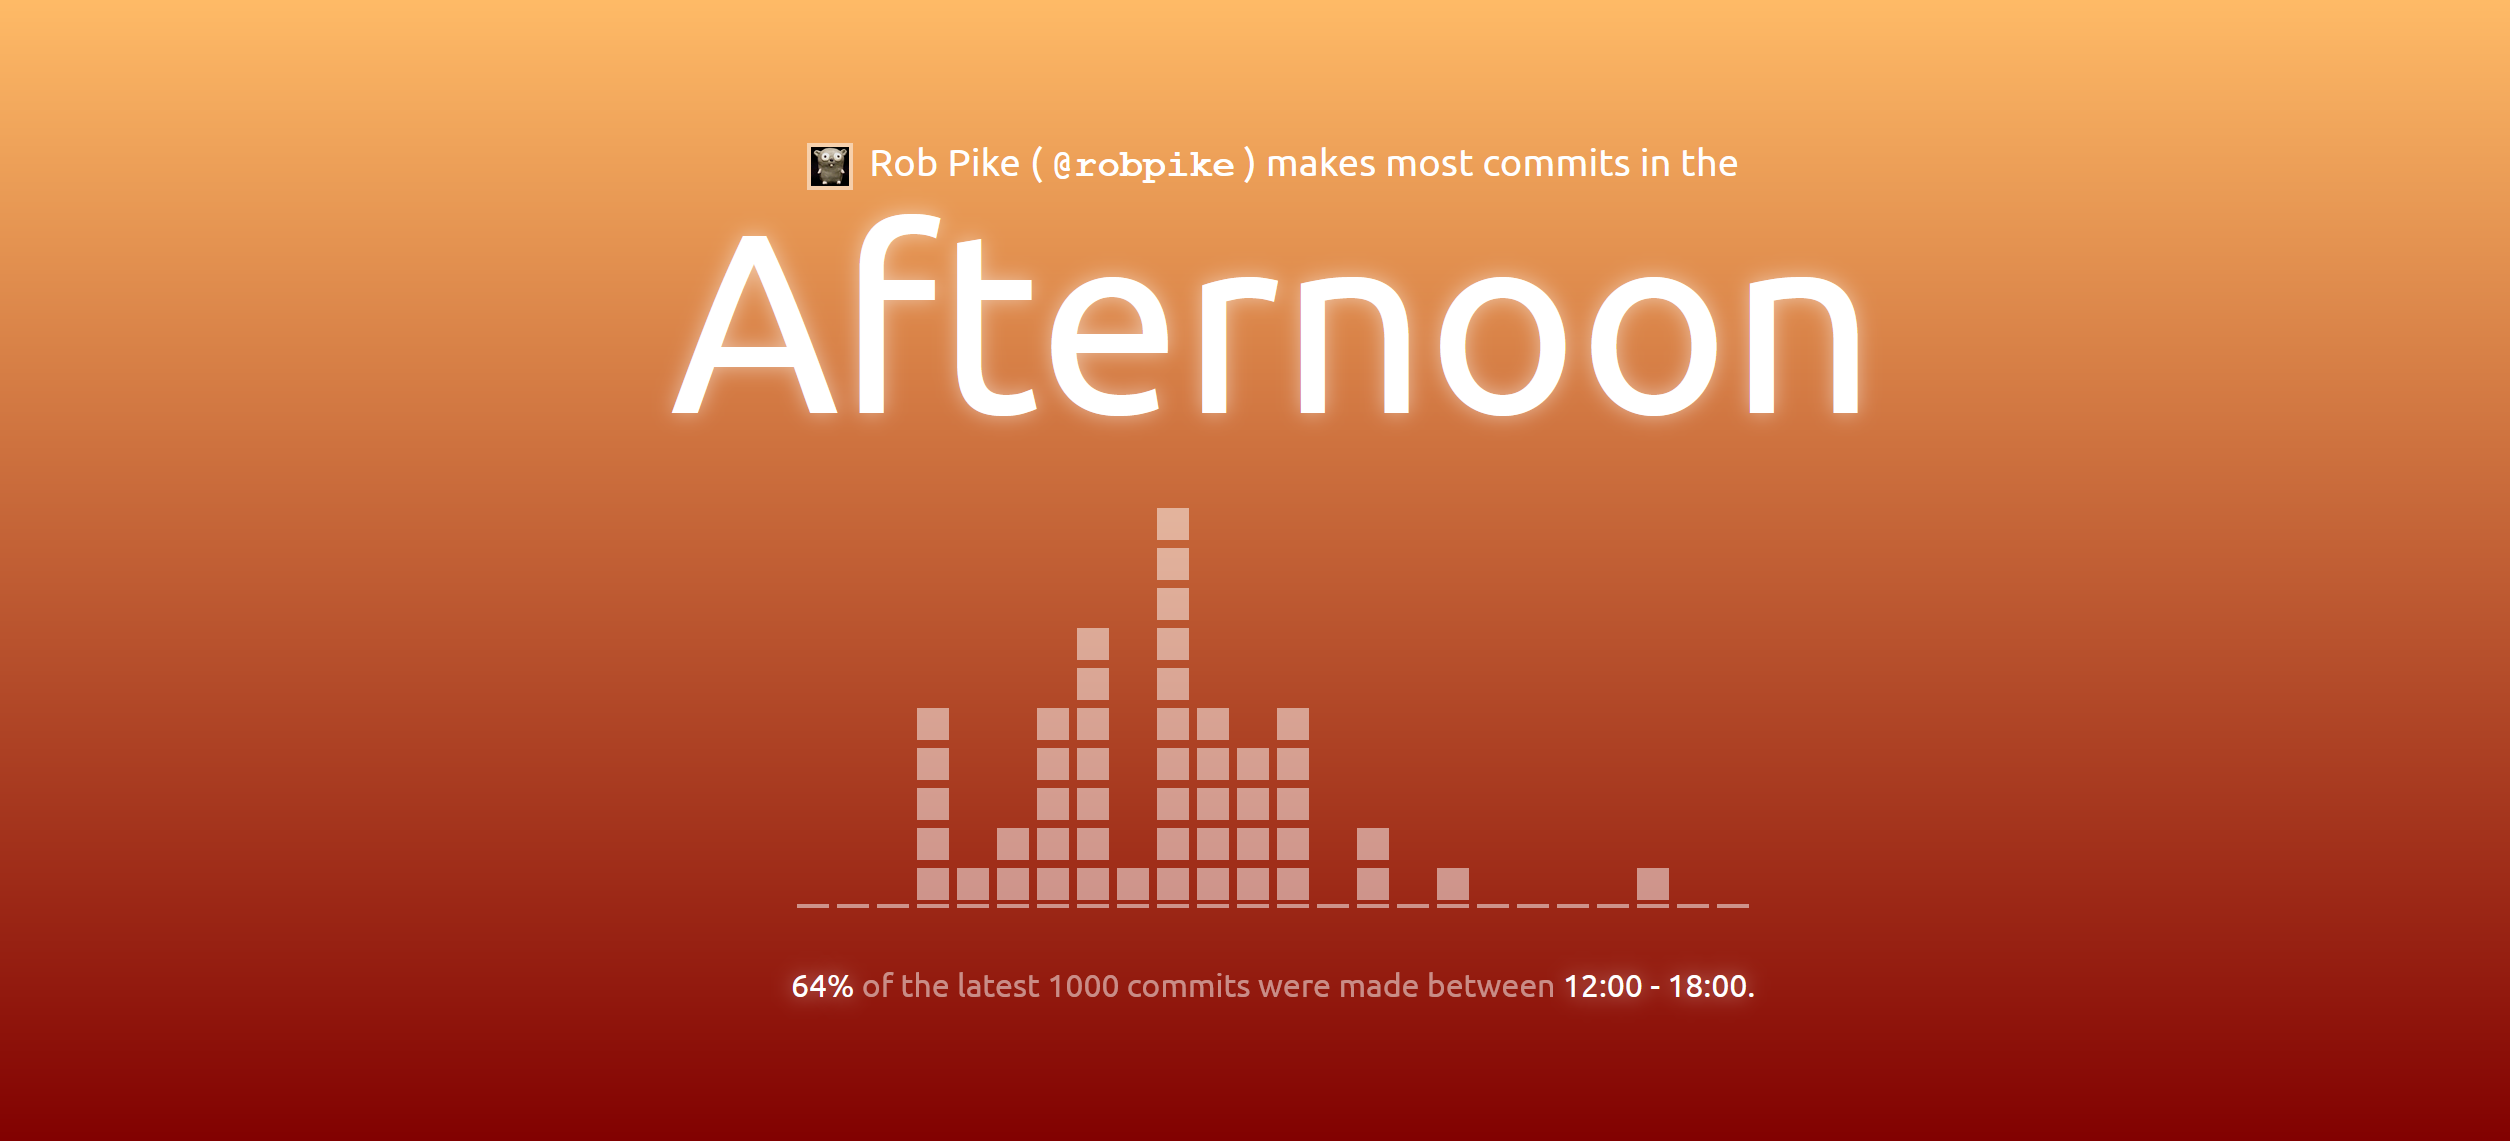 Rob Pike (@robpike) makes most commits in the
Afternoon
64% of the latest 1000 commits were made between 12:00 - 18:00.